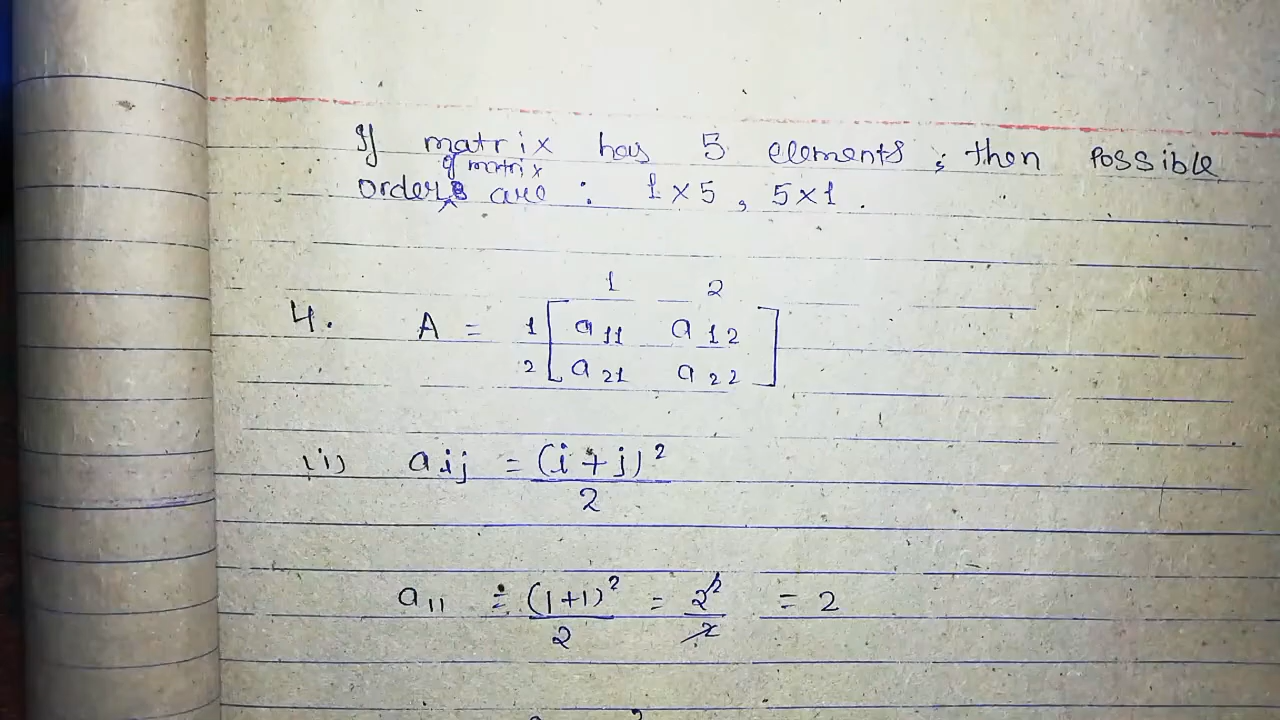 If matrix has 5 elements, then possible
of matrix
orders are : 1 × 5 , 5 × 1 .
1 2
4. A = 1 [ a11 a12 ]
2 [ a21 a22 ]
(i) aij = (i + j)²
2
a11 = (1+1)² = 2² = 2
2 2